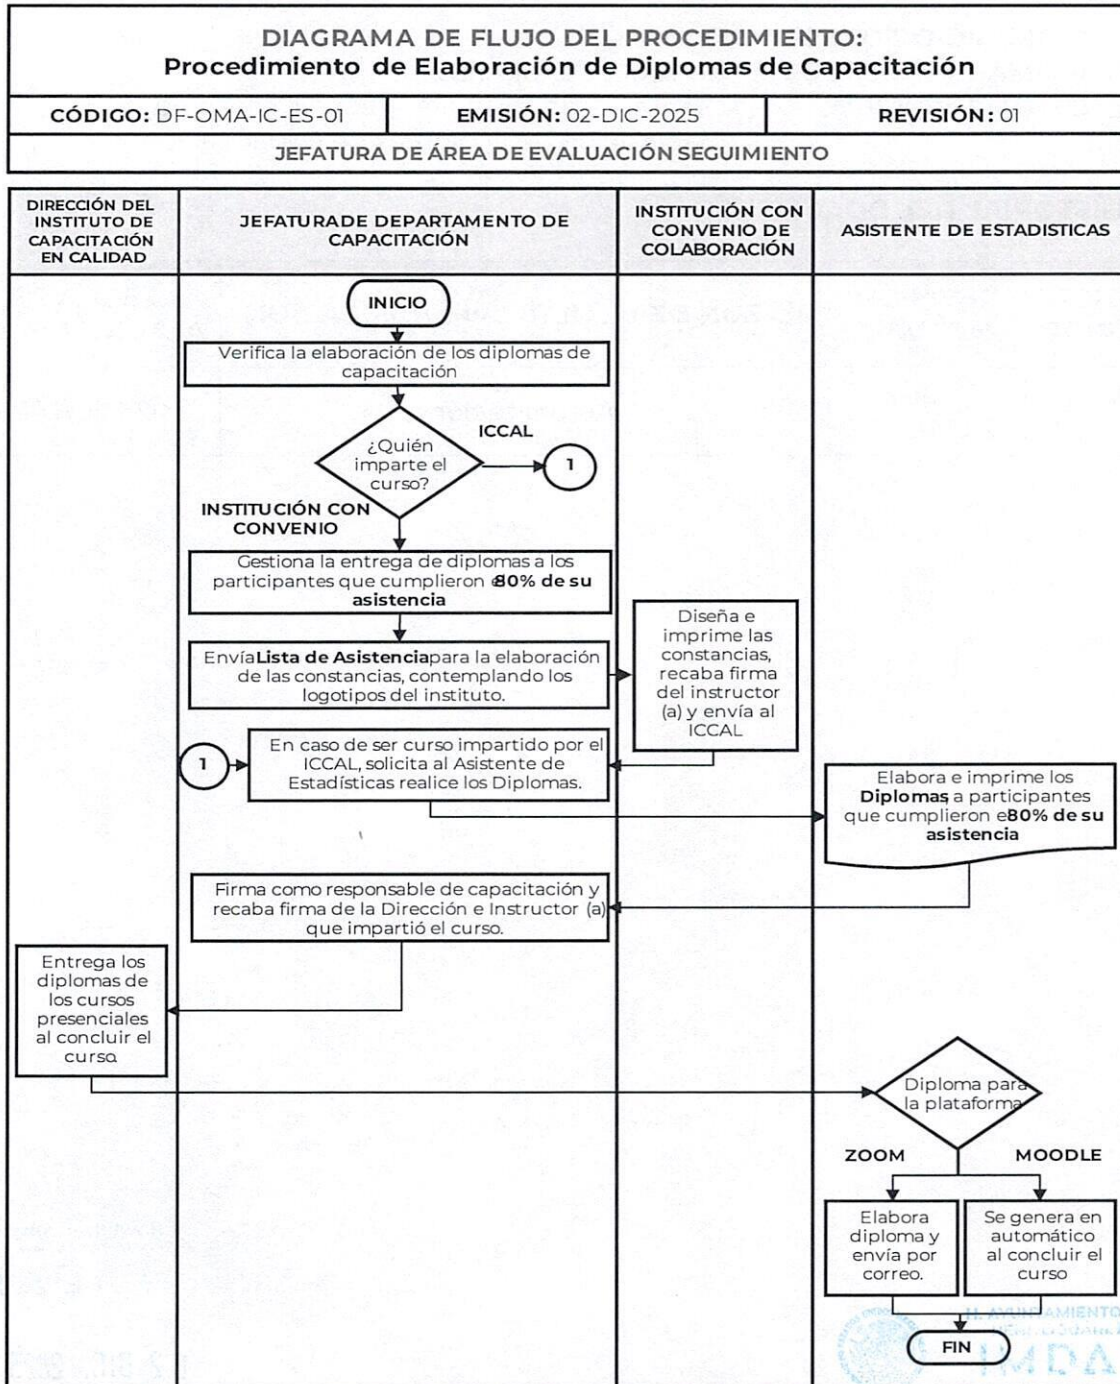 DIAGRAMA DE FLUJO DEL PROCEDIMIENTO:
Procedimiento de Elaboración de Diplomas de Capacitación
CÓDIGO: DF-OMA-IC-ES-01
EMISIÓN: 02-DIC-2025
REVISIÓN: 01
JEFATURA DE ÁREA DE EVALUACIÓN SEGUIMIENTO
DIRECCIÓN DEL
INSTITUTO DE
CAPACITACIÓN
EN CALIDAD
JEFATURADE DEPARTAMENTO DE
CAPACITACIÓN
INSTITUCIÓN CON
CONVENIO DE
COLABORACIÓN
ASISTENTE DE ESTADISTICAS
INICIO
Verifica la elaboración de los diplomas de
capacitación
¿Quién
imparte el
curso?
ICCAL
1
INSTITUCIÓN CON
CONVENIO
Gestiona la entrega de diplomas a los
participantes que cumplieron e80% de su
asistencia
EnvíaLista de Asistenciapara la elaboración
de las constancias, contemplando los
logotipos del instituto.
Diseña e
imprime las
constancias,
recaba firma
del instructor
(a) y envía al
ICCAL
1
En caso de ser curso impartido por el
ICCAL, solicita al Asistente de
Estadísticas realice los Diplomas.
Elabora e imprime los
Diplomas, a participantes
que cumplieron e80% de su
asistencia
Firma como responsable de capacitación y
recaba firma de la Dirección e Instructor (a)
que impartió el curso.
Entrega los
diplomas de
los cursos
presenciales
al concluir el
curso.
Diploma para
la plataforma
ZOOM
MOODLE
Elabora
diploma y
envía por
correo.
Se genera en
automático
al concluir el
curso
H. AYUNTAMIENTO
FIN